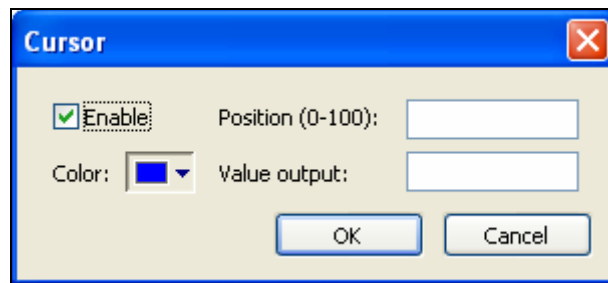 Cursor
Enable Position (0-100):
Color: Value output:
OK Cancel